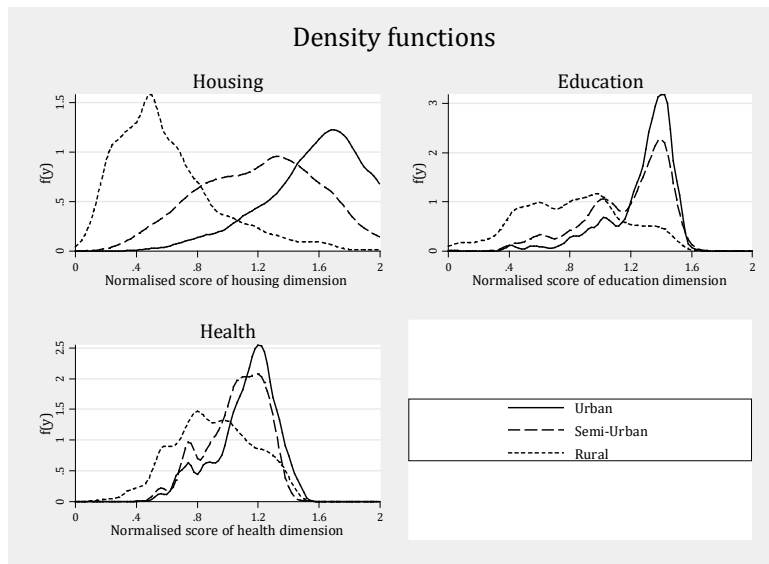 Density functions
Housing
f(y)
0 .5 1 1.5
0 .4 .8 1.2 1.6 2
Normalised score of housing dimension
Education
f(y)
0 1 2 3
0 .4 .8 1.2 1.6 2
Normalised score of education dimension
Health
f(y)
0 .5 1 1.5 2 2.5
0 .4 .8 1.2 1.6 2
Normalised score of health dimension
Urban
Semi-Urban
Rural